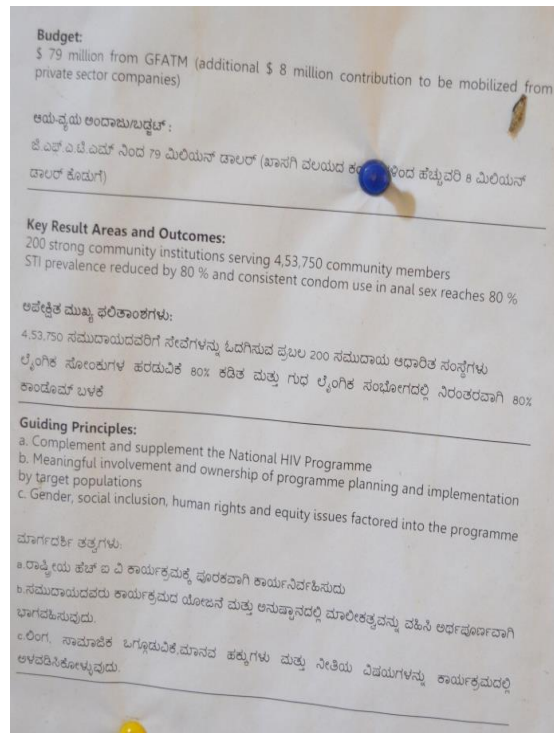 Budget:
$ 79 million from GFATM (additional $ 8 million contribution to be mobilized from
private sector companies)
ಆಯ-ವ್ಯಯ ಅಂದಾಜು/ಬಡ್ಜಟ್ :
ಜಿ.ಎಫ್.ಎ.ಟಿ.ಎಮ್ ನಿಂದ 79 ಮಿಲಿಯನ್ ಡಾಲರ್ (ಖಾಸಗಿ ವಲಯದ ಹೆಚ್ಚುವರಿ 8 ಮಿಲಿಯನ್
ಡಾಲರ್ ಕೊಡುಗೆ)
Key Result Areas and Outcomes:
200 strong community institutions serving 4,53,750 community members
STI prevalence reduced by 80 % and consistent condom use in anal sex reaches 80 %
ಅಪೇಕ್ಷಿತ ಮುಖ್ಯ ಫಲಿತಾಂಶಗಳು:
4,53,750 ಸಮುದಾಯದವರಿಗೆ ಸೇವೆಗಳನ್ನು ಓದಗಿಸುವ ಪ್ರಬಲ 200 ಸಮುದಾಯ ಆಧಾರಿತ ಸಂಸ್ಥೆಗಳು
ಲೈಂಗಿಕ ಸೋಂಕುಗಳ ಹರಡುವಿಕೆ 80% ಕಡಿತ ಮತ್ತು ಗುಧ ಲೈಂಗಿಕ ಸಂಭೋಗದಲ್ಲಿ ನಿರಂತರವಾಗಿ 80%
ಕಾಂಡೊಮ್ ಬಳಕೆ
Guiding Principles:
a. Complement and supplement the National HIV Programme
b. Meaningful involvement and ownership of programme planning and implementation
by target populations
c. Gender, social inclusion, human rights and equity issues factored into the programme
ಮಾರ್ಗದರ್ಶಿ ತತ್ವಗಳು:
a.ರಾಷ್ಟ್ರೀಯ ಹೆಚ್ ಐ ವಿ ಕಾರ್ಯಕ್ರಮಕ್ಕೆ ಪೂರಕವಾಗಿ ಕಾರ್ಯನಿರ್ವಹಿಸುದು
b.ಸಮುದಾಯದವರು ಕಾರ್ಯಕ್ರಮದ ಯೋಜನೆ ಮತ್ತು ಅನುಷ್ಠಾನದಲ್ಲಿ ಮಾಲೀಕತ್ವವನ್ನು ವಹಿಸಿ ಅರ್ಥಪೂರ್ಣವಾಗಿ
ಭಾಗವಹಿಸುವುದು.
c.ಲಿಂಗ, ಸಾಮಾಜಿಕ ಒಗ್ಗೂಡುವಿಕೆ,ಮಾನವ ಹಕ್ಕುಗಳು ಮತ್ತು ನೀತಿಯ ವಿಷಯಗಳನ್ನು ಕಾರ್ಯಕ್ರಮದಲ್ಲಿ
ಅಳವಡಿಸಿಕೋಳ್ಳುವುದು.